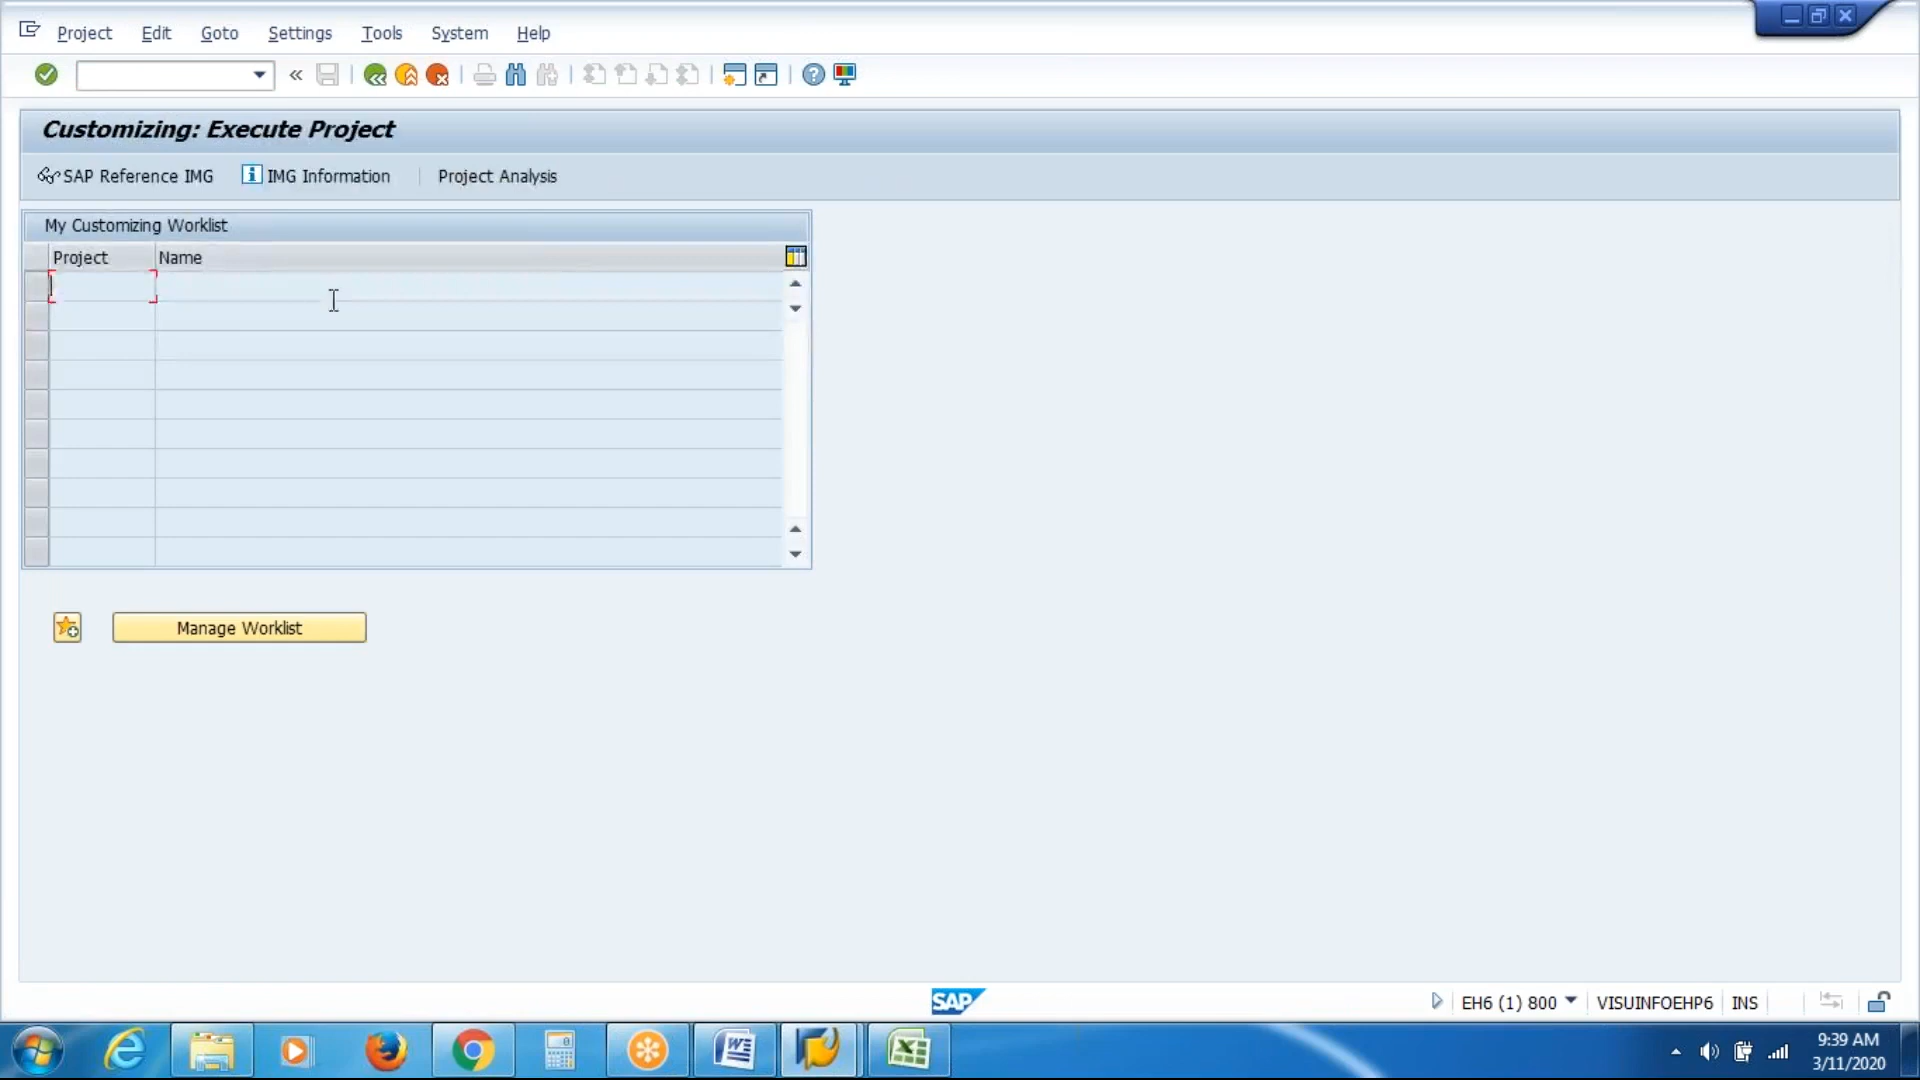 Project Edit Goto Settings Tools System Help
Customizing: Execute Project
SAP Reference IMG IMG Information Project Analysis
My Customizing Worklist
Project Name
Manage Worklist
SAP EH6 (1) 800 VISUINFOEHP6 INS
9:39 AM
3/11/2020